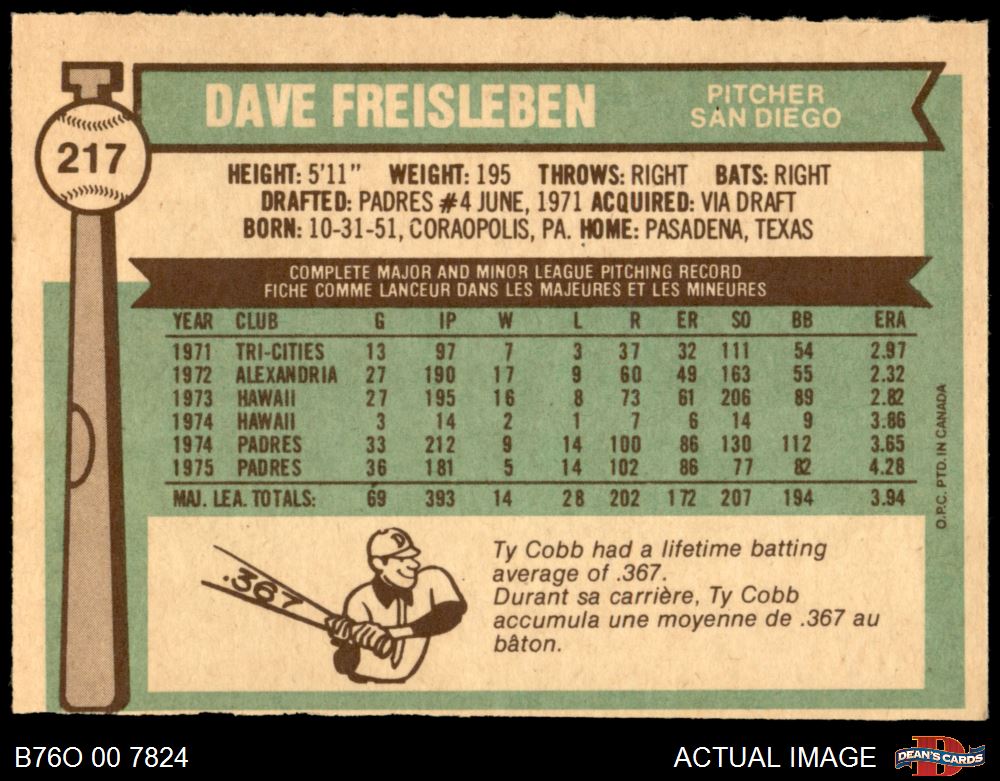 DAVE FREISLEBEN
PITCHER
SAN DIEGO
217
HEIGHT: 5'11" WEIGHT: 195 THROWS: RIGHT BATS: RIGHT
DRAFTED: PADRES #4 JUNE, 1971 ACQUIRED: VIA DRAFT
BORN: 10-31-51, CORAOPOLIS, PA. HOME: PASADENA, TEXAS
COMPLETE MAJOR AND MINOR LEAGUE PITCHING RECORD
FICHE COMME LANCEUR DANS LES MAJEURES ET LES MINEURES
YEAR CLUB G IP W L R ER SO BB ERA
1971 TRI-CITIES 13 97 7 3 37 32 111 54 2.97
1972 ALEXANDRIA 27 190 17 9 60 49 163 55 2.32
1973 HAWAII 27 195 16 8 73 61 206 89 2.82
1974 HAWAII 3 14 2 1 7 6 14 9 3.86
1974 PADRES 33 212 9 14 100 86 130 112 3.65
1975 PADRES 36 181 5 14 102 86 77 82 4.28
MAJ. LEA. TOTALS: 69 393 14 28 202 172 207 194 3.94
O.P.C. PTD. IN CANADA
.367
Ty Cobb had a lifetime batting
average of .367.
Durant sa carrière, Ty Cobb
accumula une moyenne de .367 au
bâton.
B76O 00 7824
ACTUAL IMAGE
D
DEAN'S CARDS